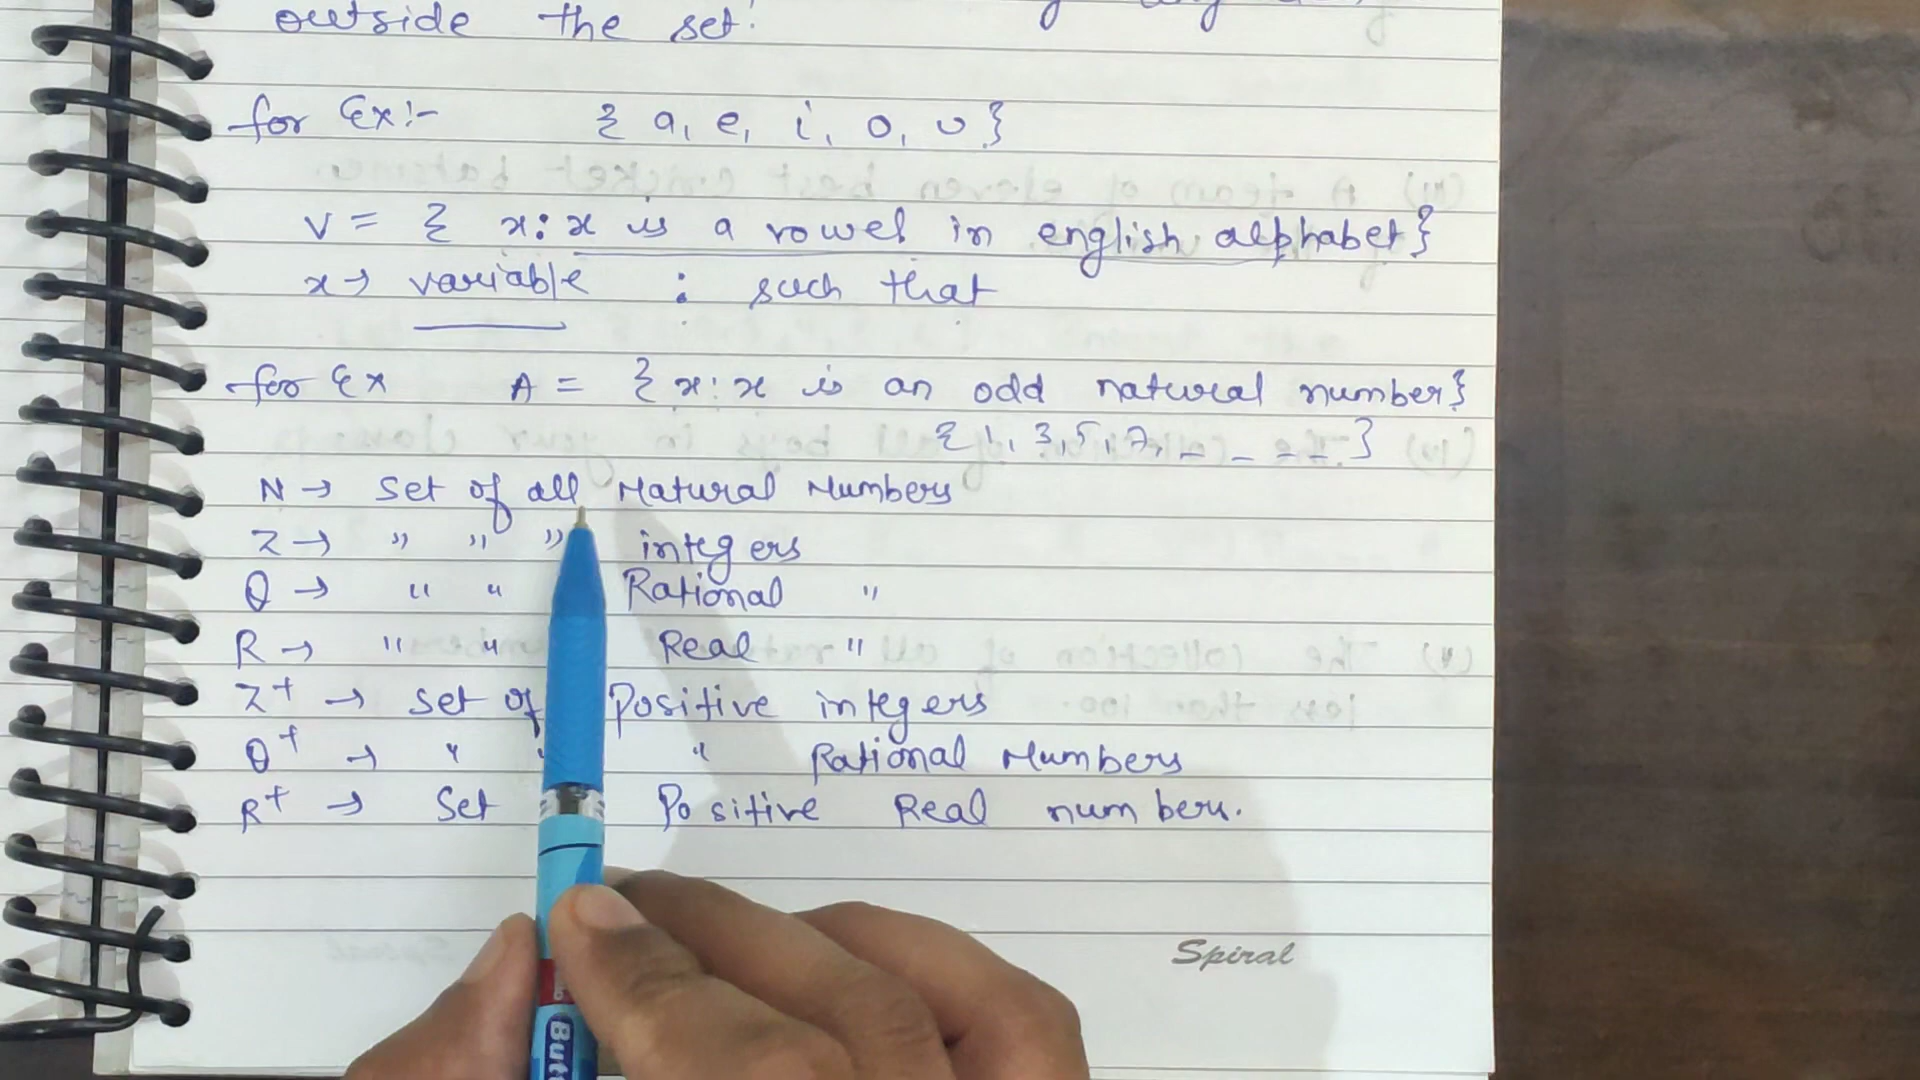 outside the set.
for Ex:- { a, e, i, o, u }
V = { x: x is a vowel in english alphabet}
x → variable : such that
for Ex A = { x: x is an odd natural number}
{ 1, 3, 5, 7, - - - - }
N → Set of all Natural Numbers
Z → " " " integers
Q → " " Rational "
R → " " Real "
Z+ → Set of Positive integers
Q+ → " " " Rational Numbers
R+ → Set Positive Real numbers.
Spiral
Butt